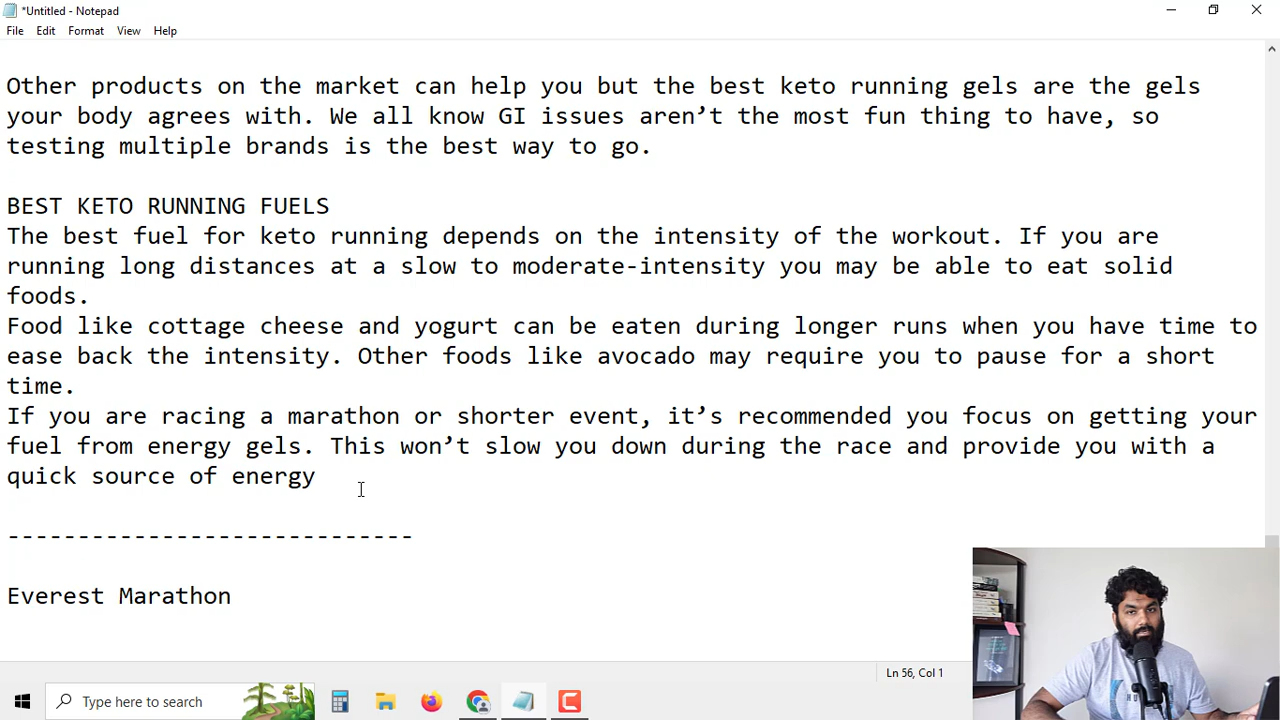 *Untitled - Notepad
File Edit Format View Help
Other products on the market can help you but the best keto running gels are the gels
your body agrees with. We all know GI issues aren’t the most fun thing to have, so
testing multiple brands is the best way to go.
BEST KETO RUNNING FUELS
The best fuel for keto running depends on the intensity of the workout. If you are
running long distances at a slow to moderate-intensity you may be able to eat solid
foods.
Food like cottage cheese and yogurt can be eaten during longer runs when you have time to
ease back the intensity. Other foods like avocado may require you to pause for a short
time.
If you are racing a marathon or shorter event, it’s recommended you focus on getting your
fuel from energy gels. This won’t slow you down during the race and provide you with a
quick source of energy
-----------------------------
Everest Marathon
Ln 56, Col 1
Type here to search